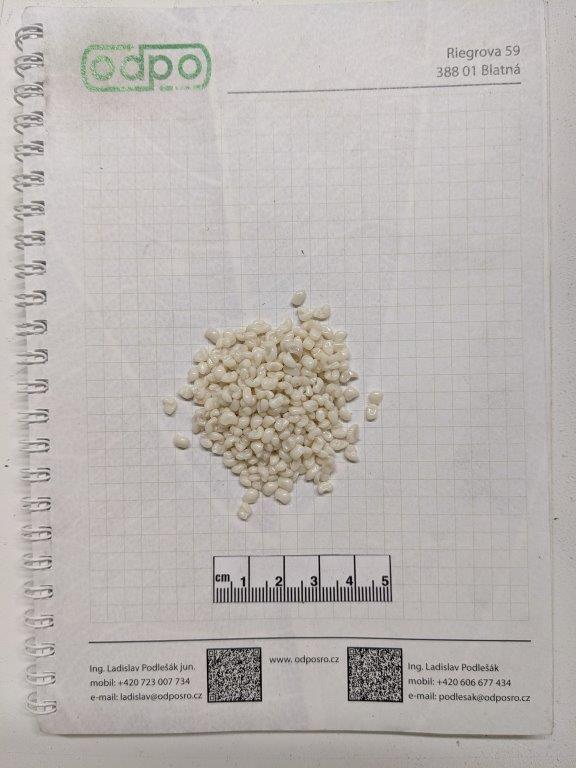 odpo
Riegrova 59
388 01 Blatná
cm 1 2 3 4 5
Ing. Ladislav Podlešák jun.
mobil: +420 723 007 734
e-mail: ladislav@odposro.cz
www. odposro.cz
Ing. Ladislav Podlešák
mobil: +420 606 677 434
e-mail: podlesak@odposro.cz